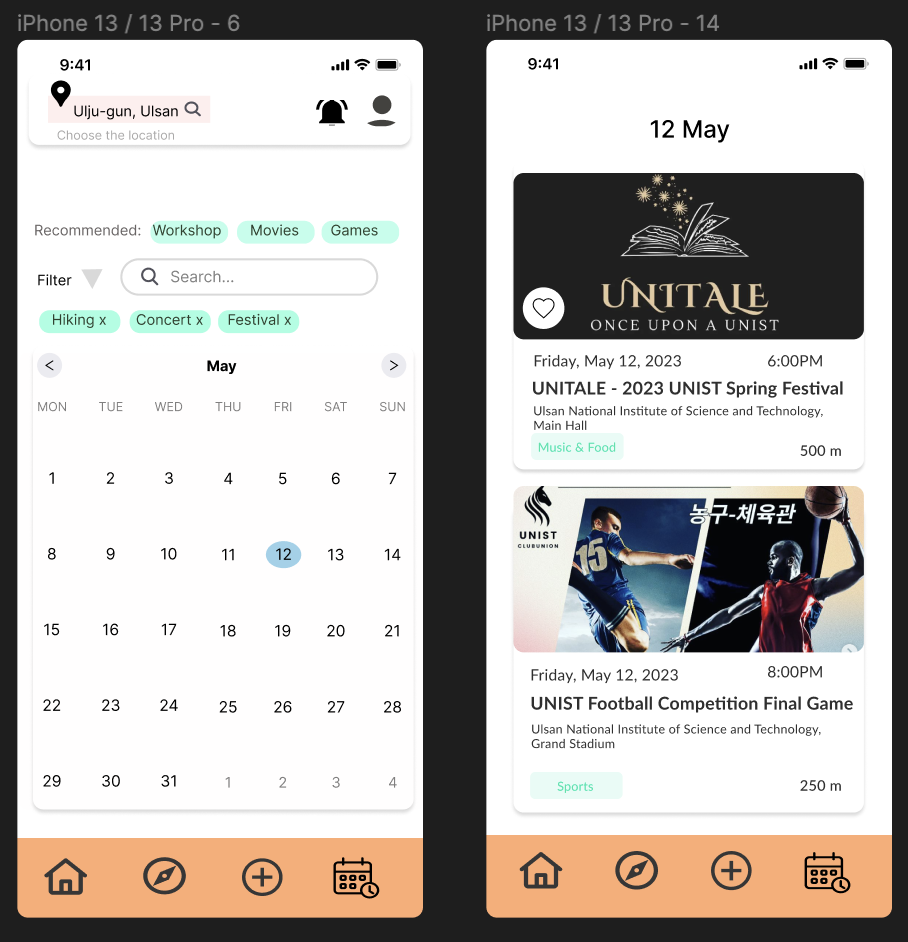 iPhone 13 / 13 Pro - 6
9:41
Ulju-gun, Ulsan
Choose the location
Recommended: Workshop Movies Games
Filter Search...
Hiking x Concert x Festival x
< May >
MON TUE WED THU FRI SAT SUN
1 2 3 4 5 6 7
8 9 10 11 12 13 14
15 16 17 18 19 20 21
22 23 24 25 26 27 28
29 30 31 1 2 3 4
iPhone 13 / 13 Pro - 14
9:41
12 May
UNITALE
ONCE UPON A UNIST
Friday, May 12, 2023 6:00PM
UNITALE - 2023 UNIST Spring Festival
Ulsan National Institute of Science and Technology,
Main Hall
Music & Food 500 m
농구-체육관
UNIST
CLUBUNION
15
Friday, May 12, 2023 8:00PM
UNIST Football Competition Final Game
Ulsan National Institute of Science and Technology,
Grand Stadium
Sports 250 m